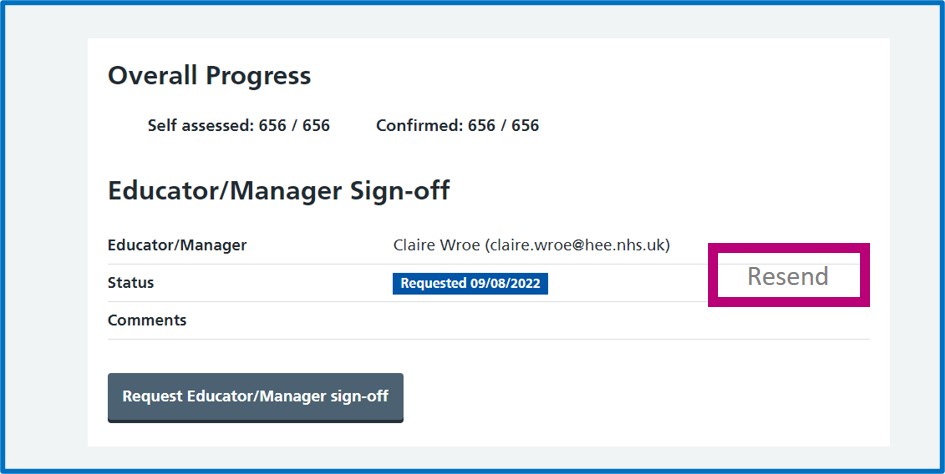 Overall Progress
Self assessed: 656 / 656 Confirmed: 656 / 656
Educator/Manager Sign-off
Educator/Manager Claire Wroe (claire.wroe@hee.nhs.uk)
Status Requested 09/08/2022 Resend
Comments
Request Educator/Manager sign-off